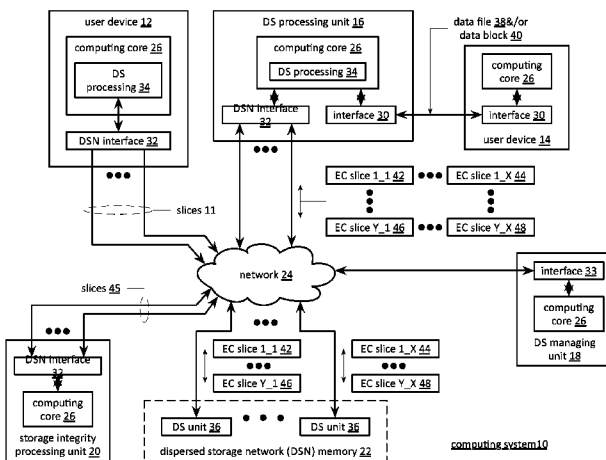 user device 12
computing core 26
DS processing 34
DSN interface 32
DS processing unit 16
computing core 26
DS processing 34
DSN interface 32
interface 30
data file 38&/or
data block 40
computing core 26
interface 30
user device 14
slices 11
EC slice 1_1 42
EC slice 1_X 44
EC slice Y_1 46
EC slice Y_X 48
network 24
slices 45
interface 33
computing core 26
DS managing unit 18
DSN interface 32
computing core 26
storage integrity processing unit 20
EC slice 1_1 42
EC slice 1_X 44
EC slice Y_1 46
EC slice Y_X 48
DS unit 36
DS unit 36
dispersed storage network (DSN) memory 22
computing system10